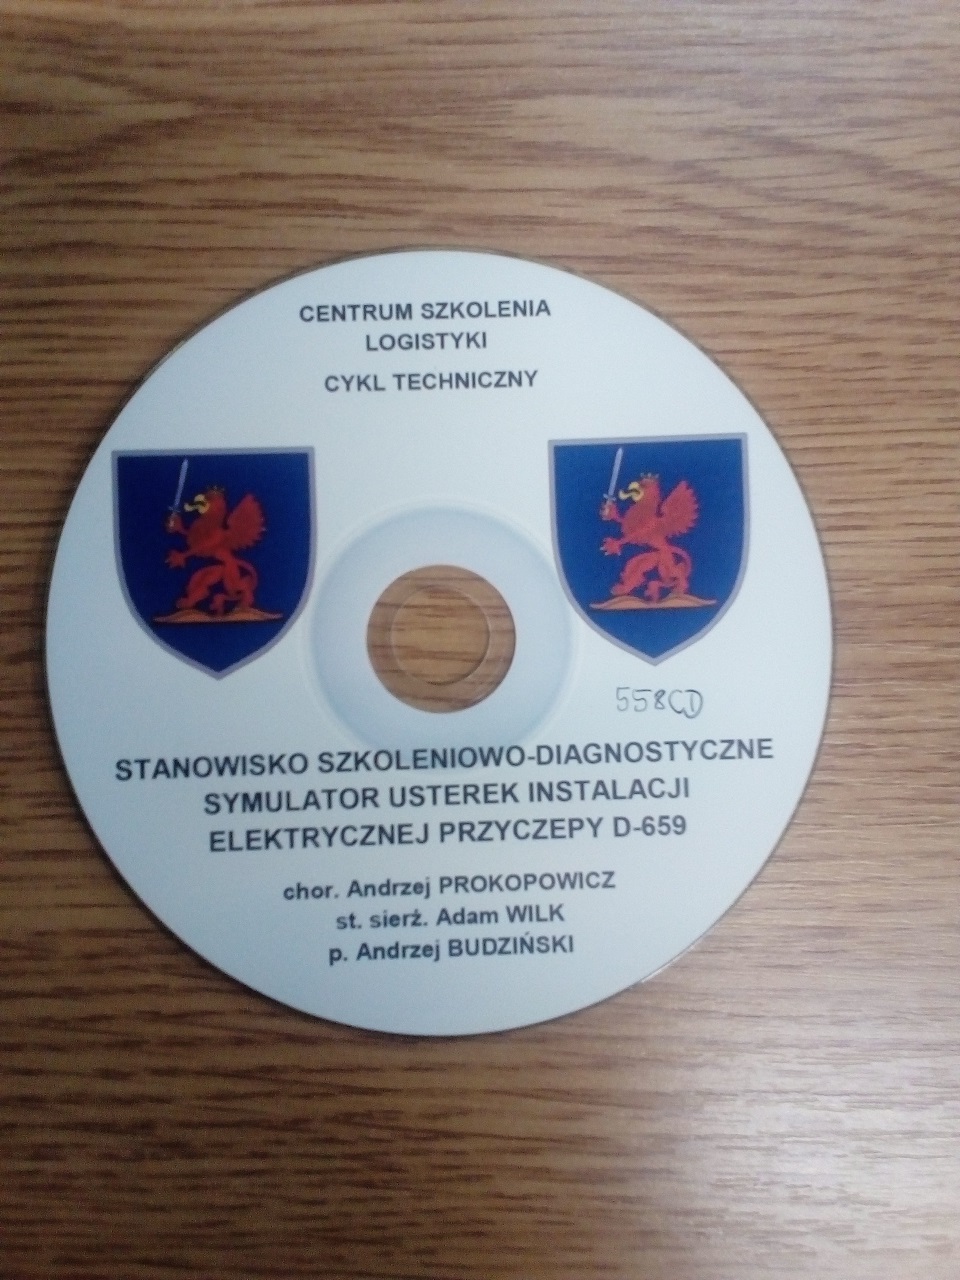 CENTRUM SZKOLENIA
LOGISTYKI
CYKL TECHNICZNY
558CD
STANOWISKO SZKOLENIOWO-DIAGNOSTYCZNE
SYMULATOR USTEREK INSTALACJI
ELEKTRYCZNEJ PRZYCZEPY D-659
chor. Andrzej PROKOPOWICZ
st. sierż. Adam WILK
p. Andrzej BUDZIŃSKI